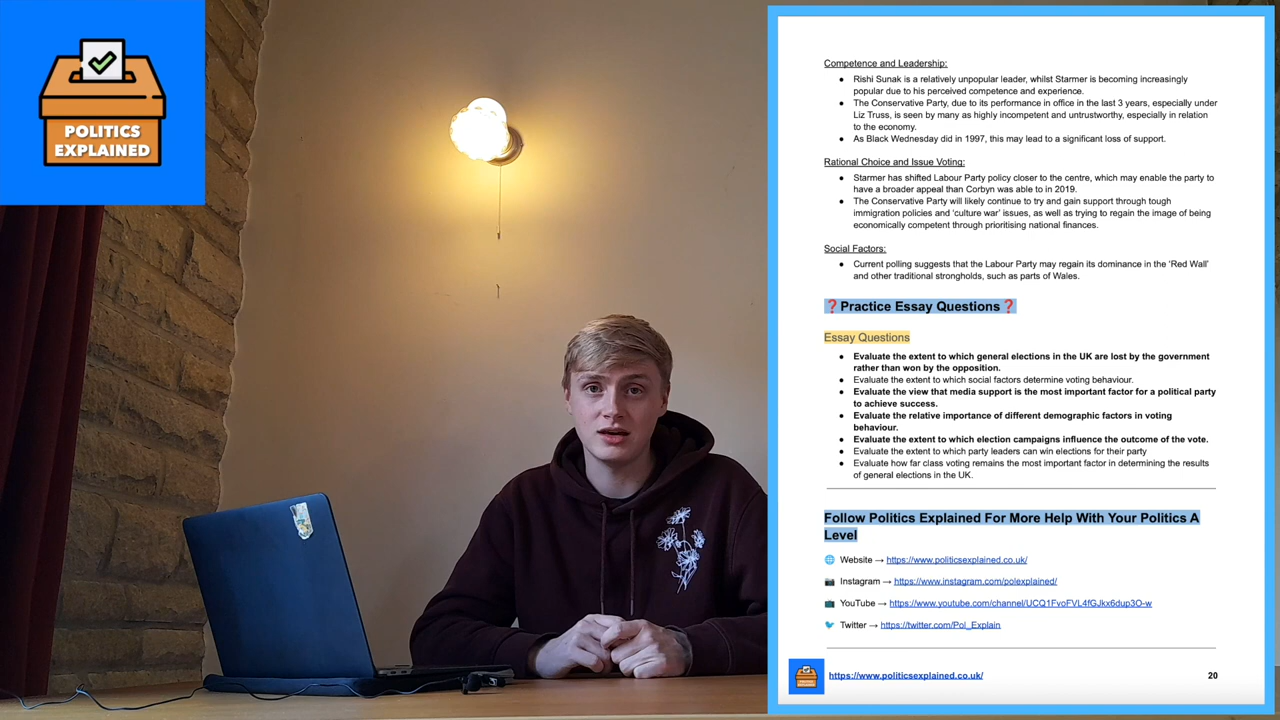 POLITICS
EXPLAINED
Competence and Leadership:
● Rishi Sunak is a relatively unpopular leader, whilst Starmer is becoming increasingly
popular due to his perceived competence and experience.
● The Conservative Party, due to its performance in office in the last 3 years, especially under
Liz Truss, is seen by many as highly incompetent and untrustworthy, especially in relation
to the economy.
● As Black Wednesday did in 1997, this may lead to a significant loss of support.
Rational Choice and Issue Voting:
● Starmer has shifted Labour Party policy closer to the centre, which may enable the party to
have a broader appeal than Corbyn was able to in 2019.
● The Conservative Party will likely continue to try and gain support through tough
immigration policies and ‘culture war’ issues, as well as trying to regain the image of being
economically competent through prioritising national finances.
Social Factors:
● Current polling suggests that the Labour Party may regain its dominance in the ‘Red Wall’
and other traditional strongholds, such as parts of Wales.
❓Practice Essay Questions❓
Essay Questions
● Evaluate the extent to which general elections in the UK are lost by the government
rather than won by the opposition.
● Evaluate the extent to which social factors determine voting behaviour.
● Evaluate the view that media support is the most important factor for a political party
to achieve success.
● Evaluate the relative importance of different demographic factors in voting
behaviour.
● Evaluate the extent to which election campaigns influence the outcome of the vote.
● Evaluate the extent to which party leaders can win elections for their party
● Evaluate how far class voting remains the most important factor in determining the results
of general elections in the UK.
Follow Politics Explained For More Help With Your Politics A
Level
🌐 Website → https://www.politicsexplained.co.uk/
📷 Instagram → https://www.instagram.com/polexplained/
📺 YouTube → https://www.youtube.com/channel/UCQ1FvoFVL4fGJkx6dup3O-w
🐦 Twitter → https://twitter.com/Pol_Explain
https://www.politicsexplained.co.uk/ 20